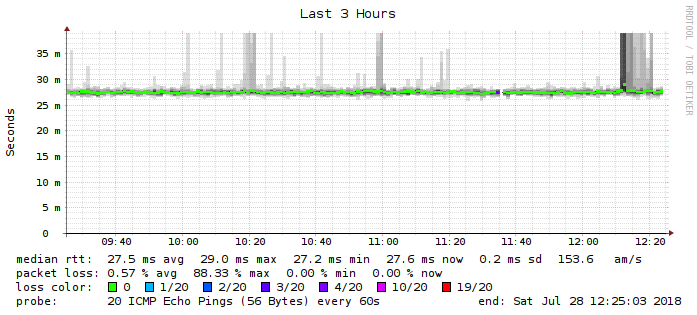 Last 3 Hours
RRDTOOL / TOBI OETIKER
Seconds
35 m
30 m
25 m
20 m
15 m
10 m
5 m
0
09:40 10:00 10:20 10:40 11:00 11:20 11:40 12:00 12:20
median rtt: 27.5 ms avg 29.0 ms max 27.2 ms min 27.6 ms now 0.2 ms sd 153.6 am/s
packet loss: 0.57 % avg 88.33 % max 0.00 % min 0.00 % now
loss color: 0 1/20 2/20 3/20 4/20 10/20 19/20
probe: 20 ICMP Echo Pings (56 Bytes) every 60s end: Sat Jul 28 12:25:03 2018